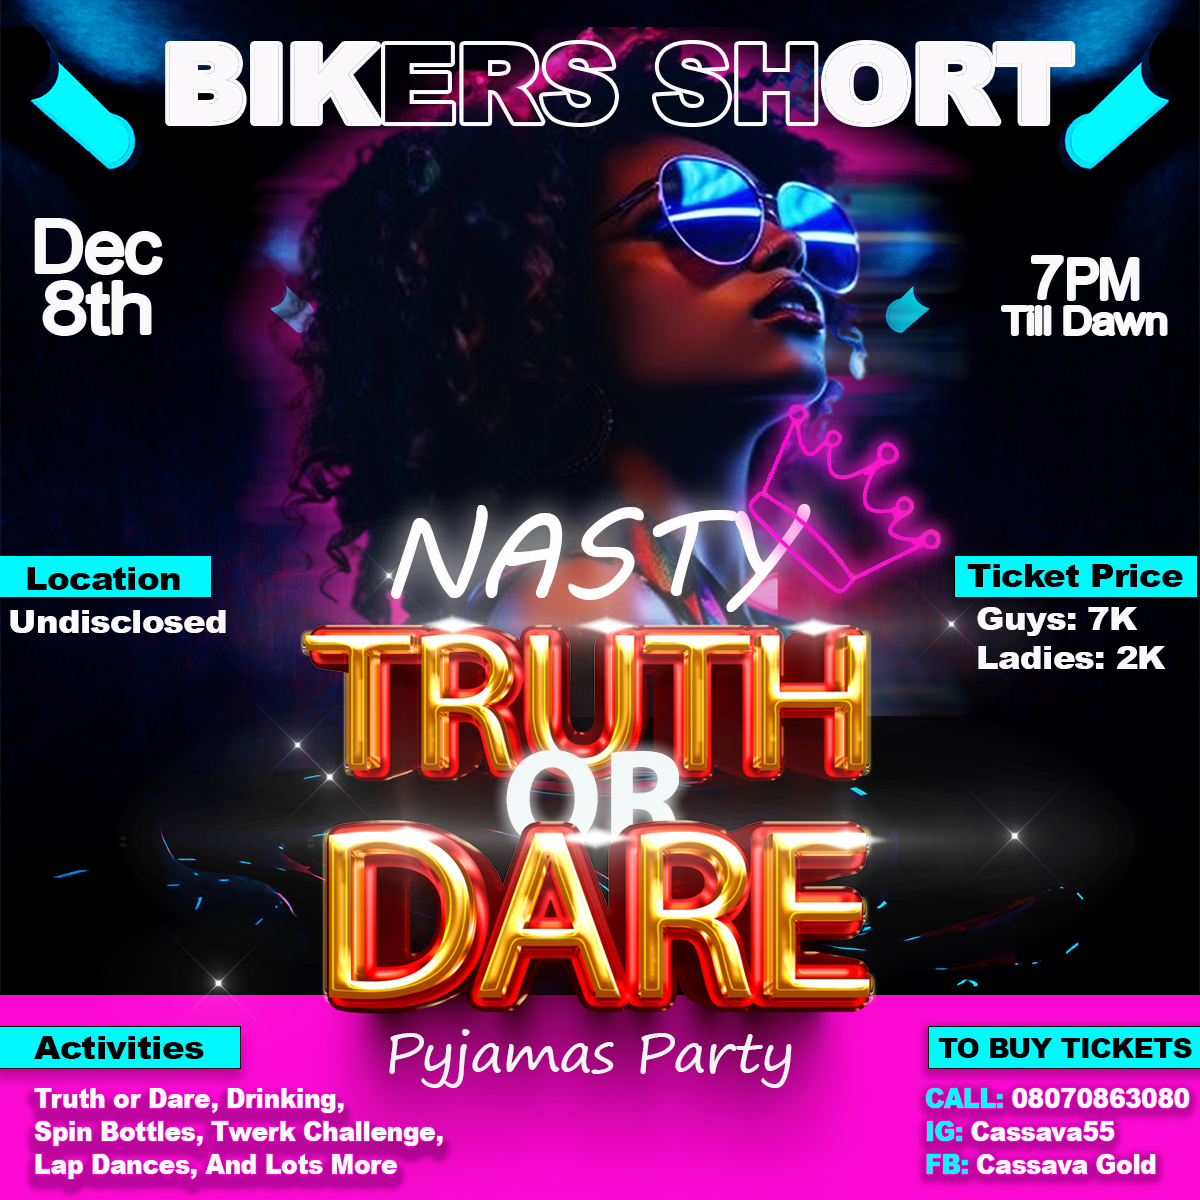 BIKERS SHORT
Dec
8th
7PM
Till Dawn
NASTY
Location
Undisclosed
Ticket Price
Guys: 7K
Ladies: 2K
TRUTH
OR
DARE
Pyjamas Party
Activities
Truth or Dare, Drinking,
Spin Bottles, Twerk Challenge,
Lap Dances, And Lots More
TO BUY TICKETS
CALL: 08070863080
IG: Cassava55
FB: Cassava Gold